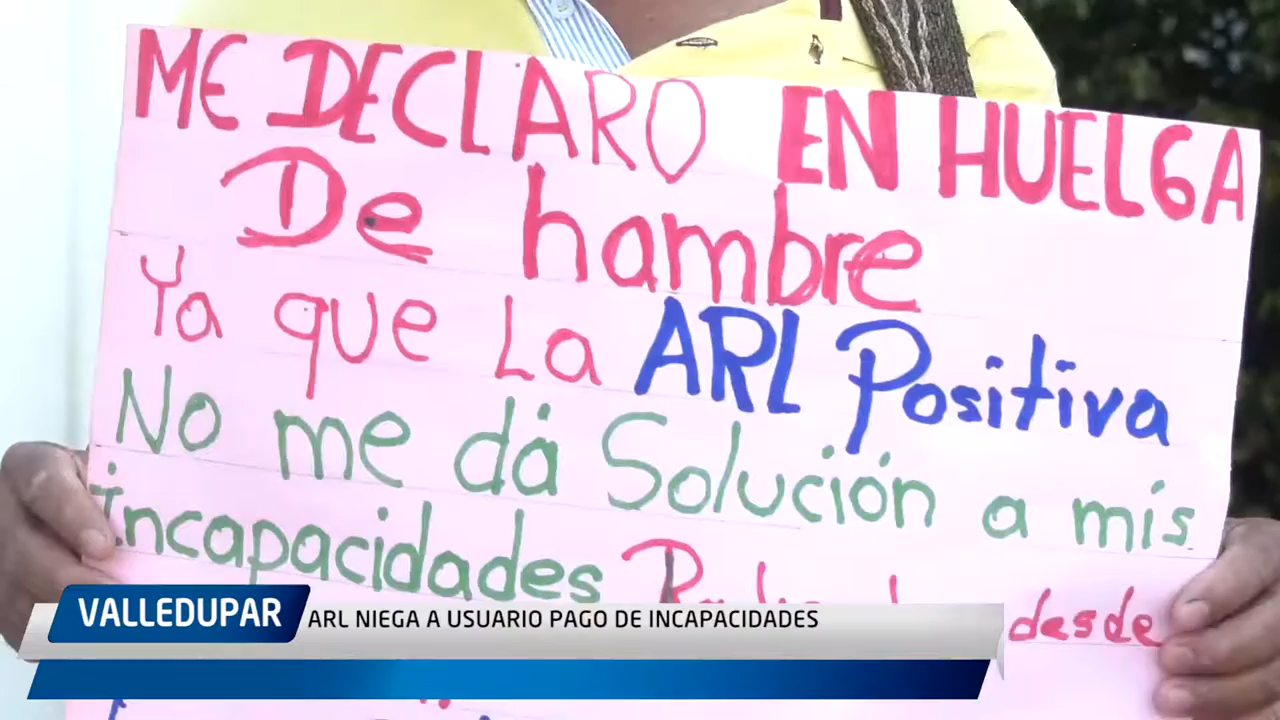 ME DECLARO EN HUELGA
De hambre
Ya que La ARL Positiva
No me dá Solución a mís
incapacidades desde
VALLEDUPAR
ARL NIEGA A USUARIO PAGO DE INCAPACIDADES